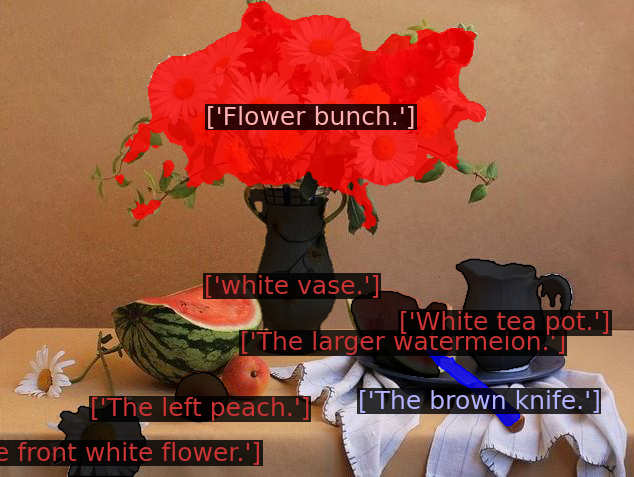 ['Flower bunch.']
['white vase.']
['White tea pot.']
['The larger watermelon.']
['The brown knife.']
['The left peach.']
e front white flower.']